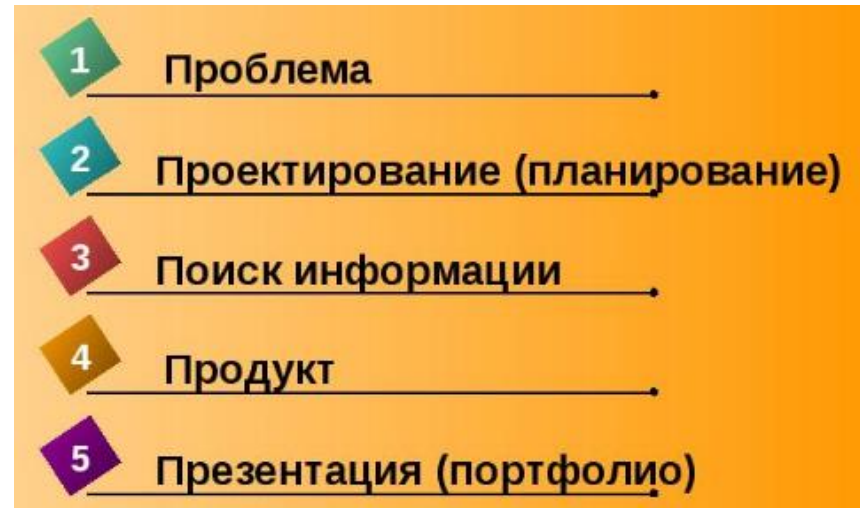 1 Проблема
2 Проектирование (планирование)
3 Поиск информации
4 Продукт
5 Презентация (портфолио)